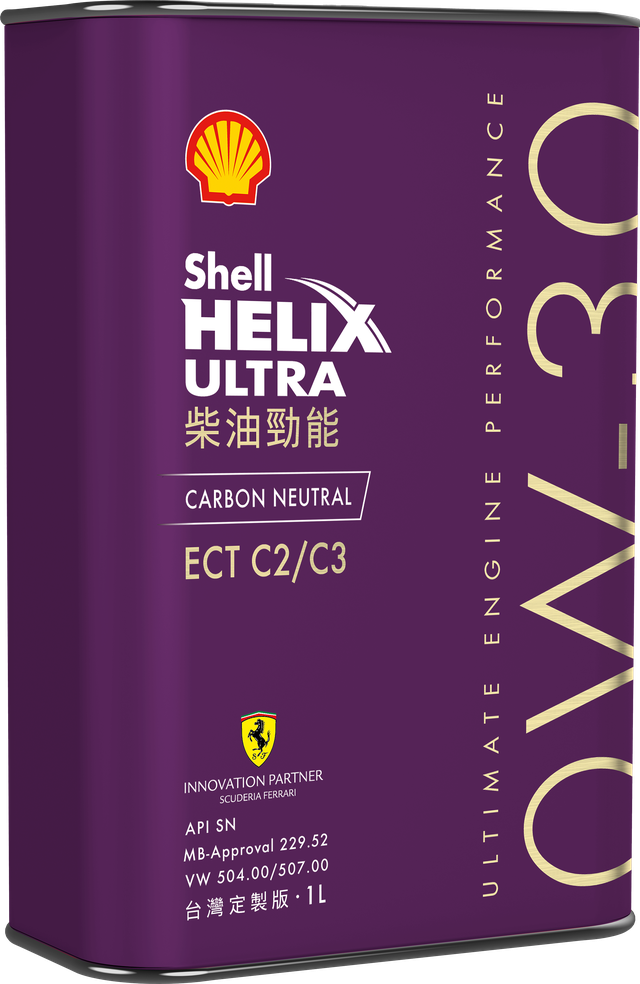 Shell
HELIX
ULTRA
柴油勁能
CARBON NEUTRAL
ECT C2/C3
S F
INNOVATION PARTNER
SCUDERIA FERRARI
API SN
MB-Approval 229.52
VW 504.00/507.00
台灣定製版·1L
ULTIMATE ENGINE PERFORMANCE
0W-30